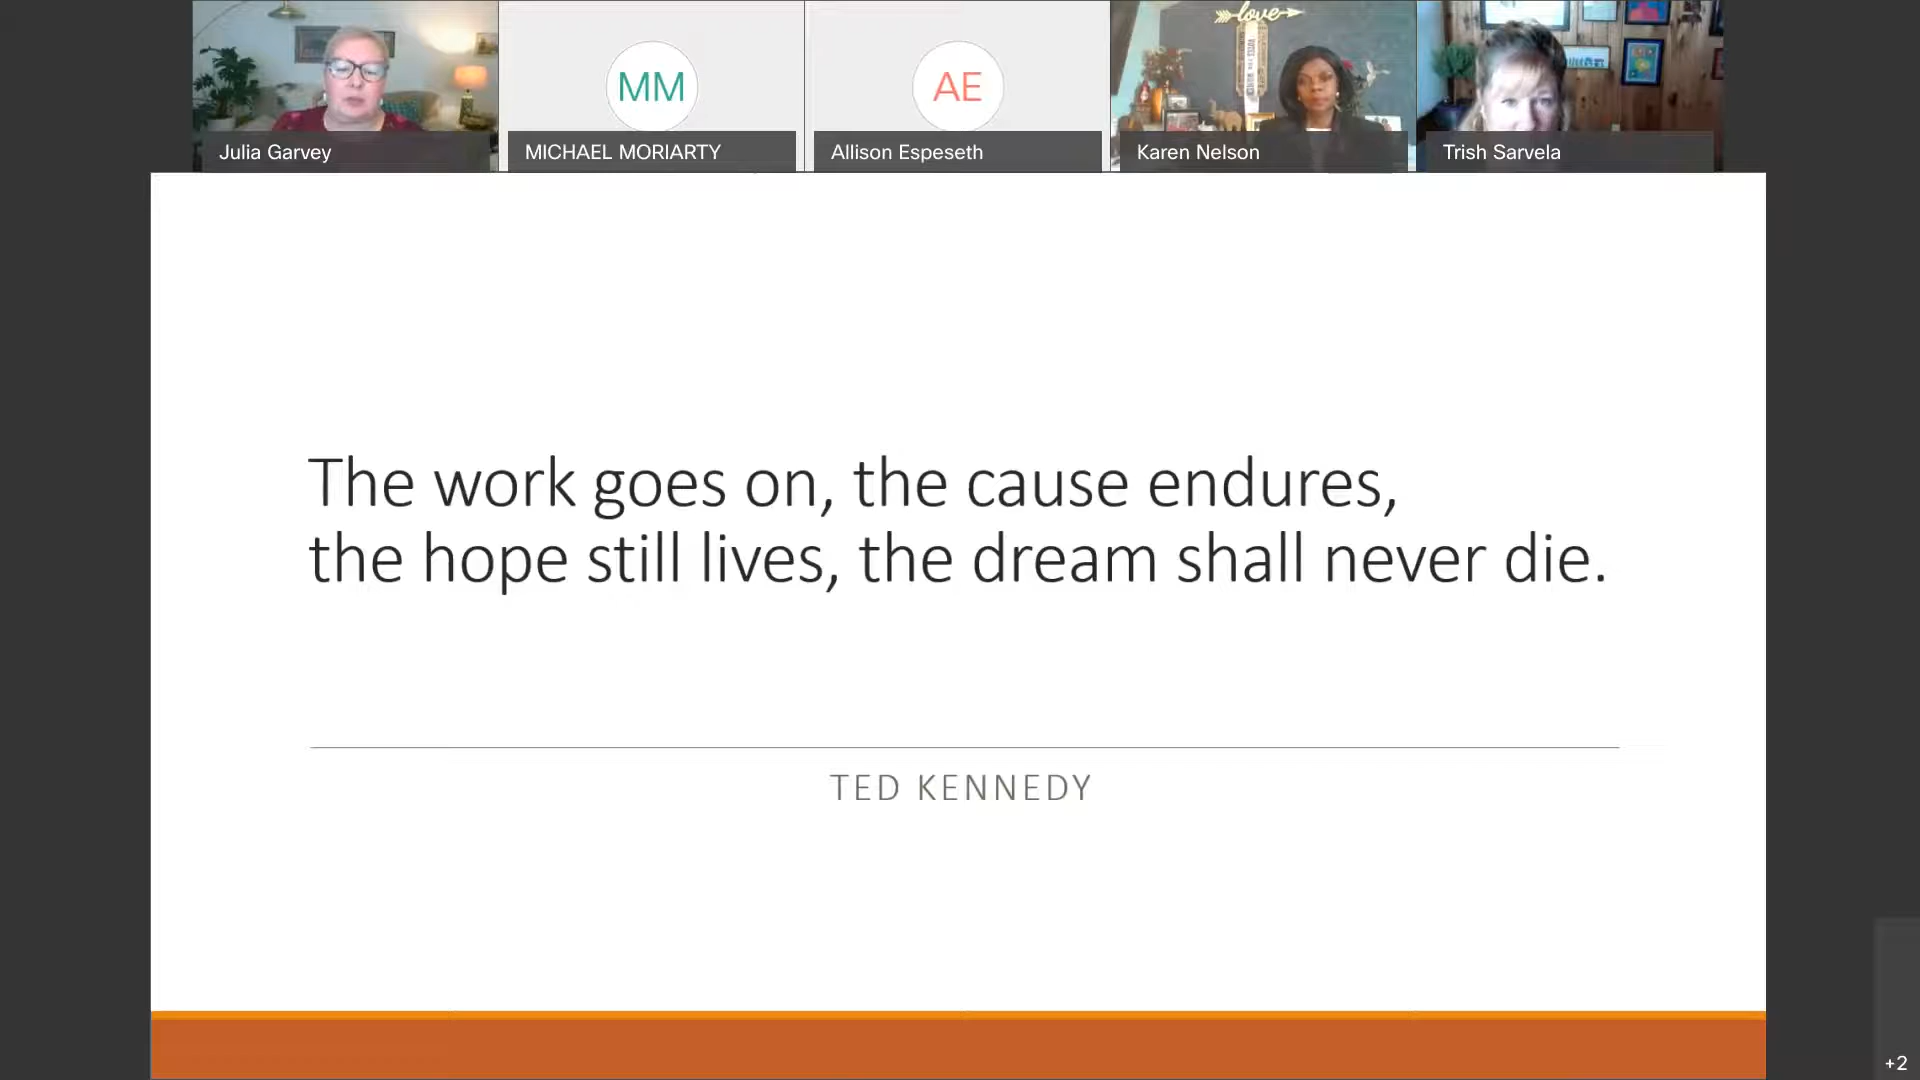 love
MM
AE
Julia Garvey
MICHAEL MORIARTY
Allison Espeseth
Karen Nelson
Trish Sarvela
The work goes on, the cause endures,
the hope still lives, the dream shall never die.
TED KENNEDY
+2